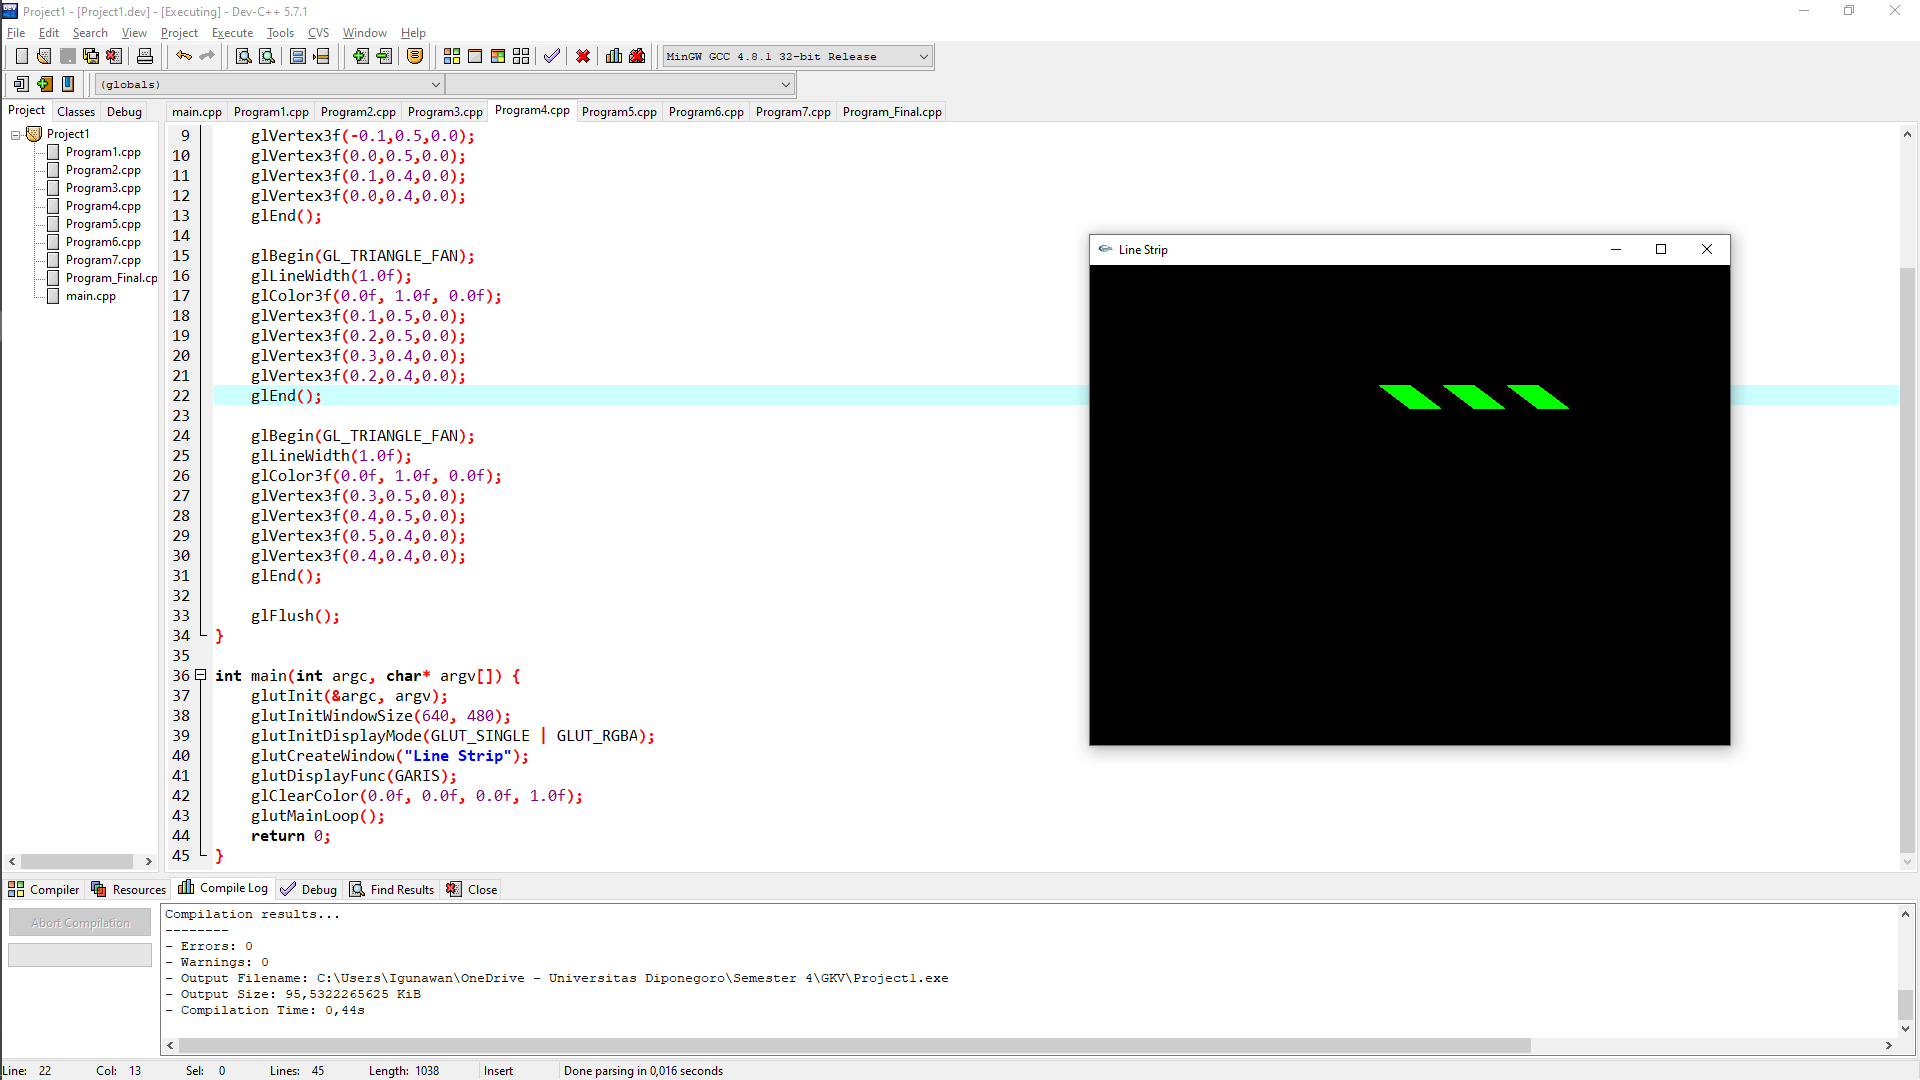 Project1 - [Project1.dev] - [Executing] - Dev-C++ 5.7.1
File Edit Search View Project Execute Tools CVS Window Help
MinGW GCC 4.8.1 32-bit Release
(globals)
Project Classes Debug
main.cpp Program1.cpp Program2.cpp Program3.cpp Program4.cpp Program5.cpp Program6.cpp Program7.cpp Program_Final.cpp
Project1
Program1.cpp
Program2.cpp
Program3.cpp
Program4.cpp
Program5.cpp
Program6.cpp
Program7.cpp
Program_Final.cp
main.cpp
9 glVertex3f(-0.1,0.5,0.0);
10 glVertex3f(0.0,0.5,0.0);
11 glVertex3f(0.1,0.4,0.0);
12 glVertex3f(0.0,0.4,0.0);
13 glEnd();
14
15 glBegin(GL_TRIANGLE_FAN);
16 glLineWidth(1.0f);
17 glColor3f(0.0f, 1.0f, 0.0f);
18 glVertex3f(0.1,0.5,0.0);
19 glVertex3f(0.2,0.5,0.0);
20 glVertex3f(0.3,0.4,0.0);
21 glVertex3f(0.2,0.4,0.0);
22 glEnd();
23
24 glBegin(GL_TRIANGLE_FAN);
25 glLineWidth(1.0f);
26 glColor3f(0.0f, 1.0f, 0.0f);
27 glVertex3f(0.3,0.5,0.0);
28 glVertex3f(0.4,0.5,0.0);
29 glVertex3f(0.5,0.4,0.0);
30 glVertex3f(0.4,0.4,0.0);
31 glEnd();
32
33 glFlush();
34 }
35
36 int main(int argc, char* argv[]) {
37 glutInit(&argc, argv);
38 glutInitWindowSize(640, 480);
39 glutInitDisplayMode(GLUT_SINGLE | GLUT_RGBA);
40 glutCreateWindow("Line Strip");
41 glutDisplayFunc(GARIS);
42 glClearColor(0.0f, 0.0f, 0.0f, 1.0f);
43 glutMainLoop();
44 return 0;
45 }
Line Strip
Compiler Resources Compile Log Debug Find Results Close
Abort Compilation
Compilation results...
--------
- Errors: 0
- Warnings: 0
- Output Filename: C:\Users\Igunawan\OneDrive - Universitas Diponegoro\Semester 4\GKV\Project1.exe
- Output Size: 95,5322265625 KiB
- Compilation Time: 0,44s
Line: 22 Col: 13 Sel: 0 Lines: 45 Length: 1038 Insert Done parsing in 0,016 seconds